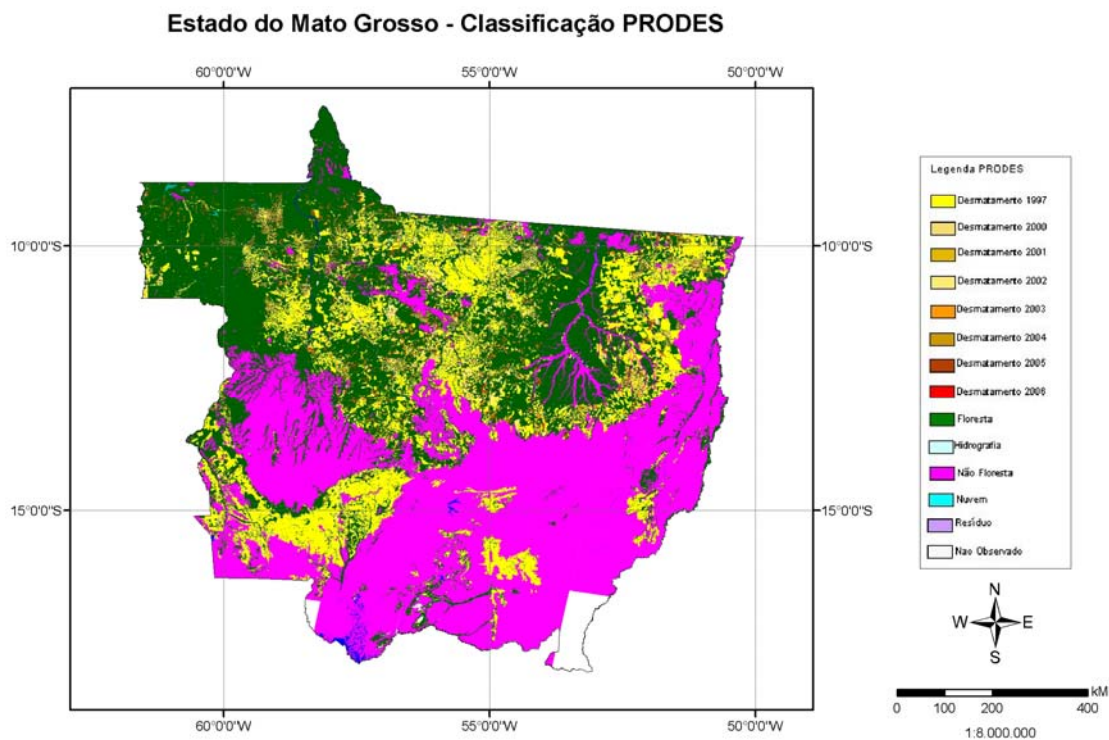 Estado do Mato Grosso - Classificação PRODES
60°0'0"W 55°0'0"W 50°0'0"W
10°0'0"S 10°0'0"S
15°0'0"S 15°0'0"S
60°0'0"W 55°0'0"W 50°0'0"W
Legenda PRODES
Desmatamento 1997
Desmatamento 2000
Desmatamento 2001
Desmatamento 2002
Desmatamento 2003
Desmatamento 2004
Desmatamento 2005
Desmatamento 2006
Floresta
Hidrografia
Não Floresta
Nuvem
Resíduo
Nao Observado
N
W E
S
kM
0 100 200 400
1:8.000.000